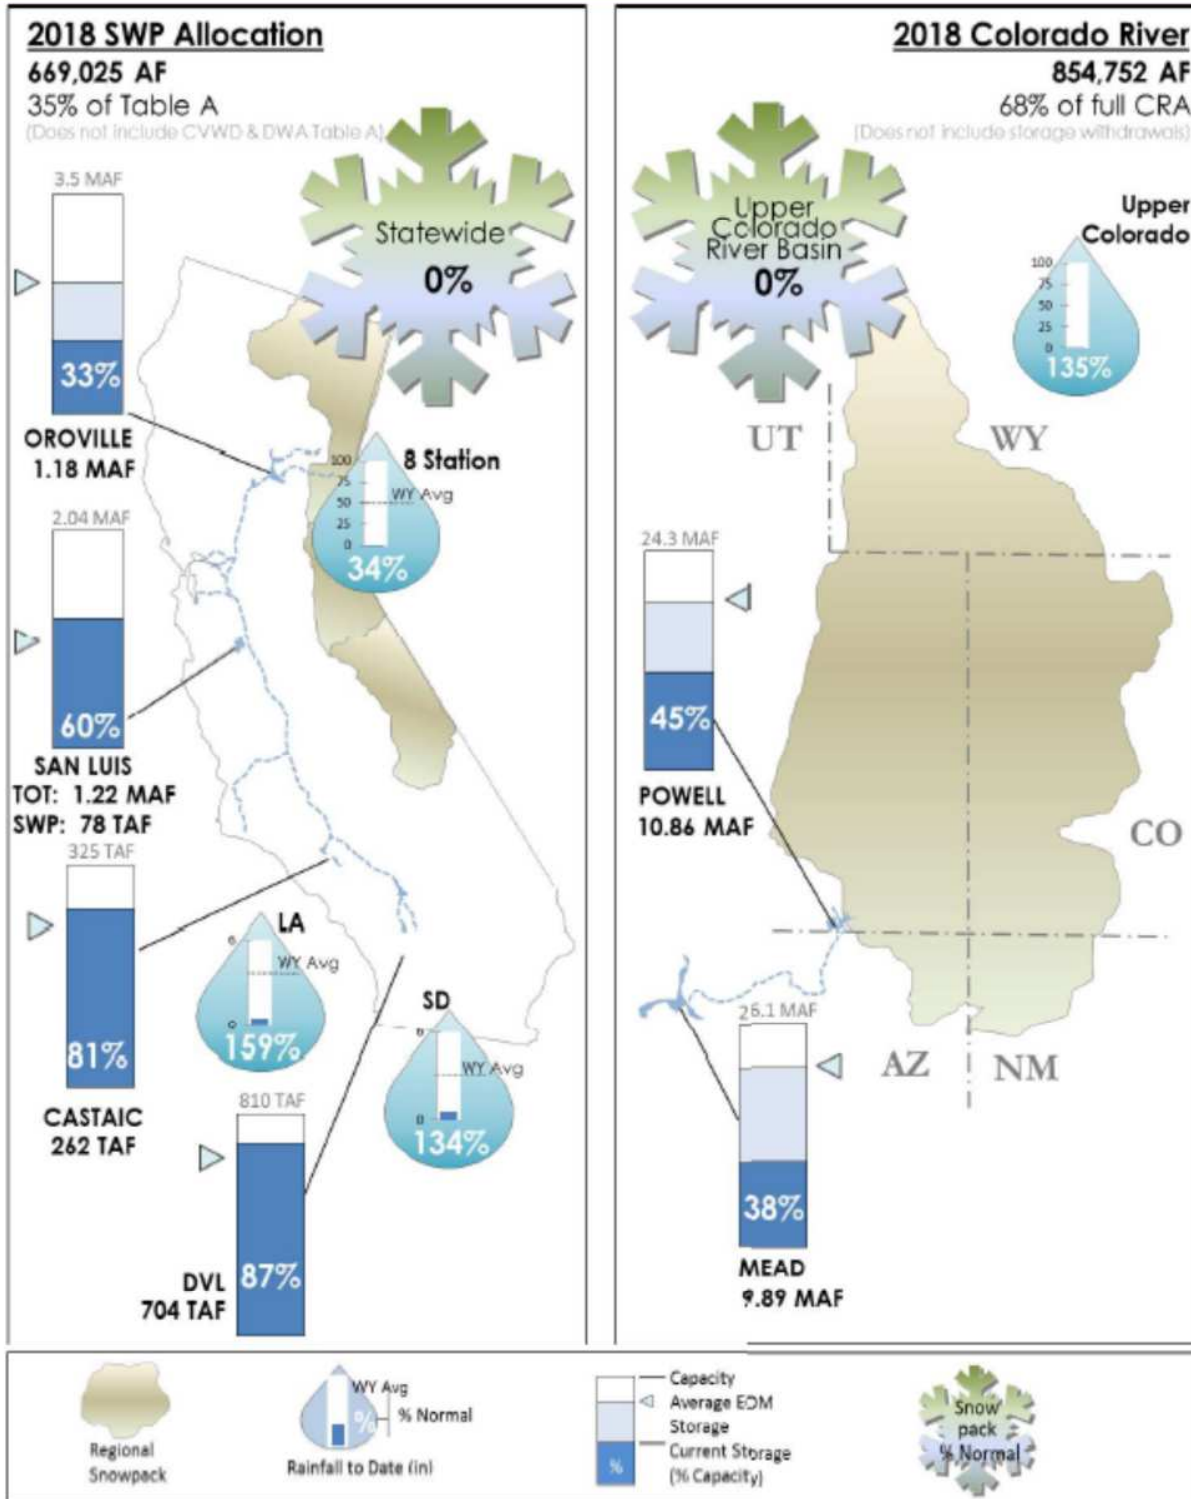 2018 SWP Allocation
669,025 AF
35% of Table A
(Does not include CVWD & DWA Table A)
3.5 MAF
Statewide
0%
33%
OROVILLE
1.18 MAF
8 Station
100
75
WY Avg
50
25
0
34%
2.04 MAF
60%
SAN LUIS
TOT: 1.22 MAF
SWP: 78 TAF
325 TAF
81%
CASTAIC
262 TAF
LA
6
WY Avg
0
159%
SD
6
WY Avg
0
134%
810 TAF
87%
DVL
704 TAF
2018 Colorado River
854,752 AF
68% of full CRA
(Does not include storage withdrawals)
Upper
Colorado
River Basin
0%
Upper
Colorado
100
75
50
25
0
135%
UT
WY
24.3 MAF
45%
POWELL
10.86 MAF
CO
26.1 MAF
AZ
NM
38%
MEAD
9.89 MAF
Regional
Snowpack
WY Avg
%
% Normal
Rainfall to Date (in)
Capacity
Average EOM
Storage
Current Storage
(% Capacity)
%
Snow
pack
% Normal